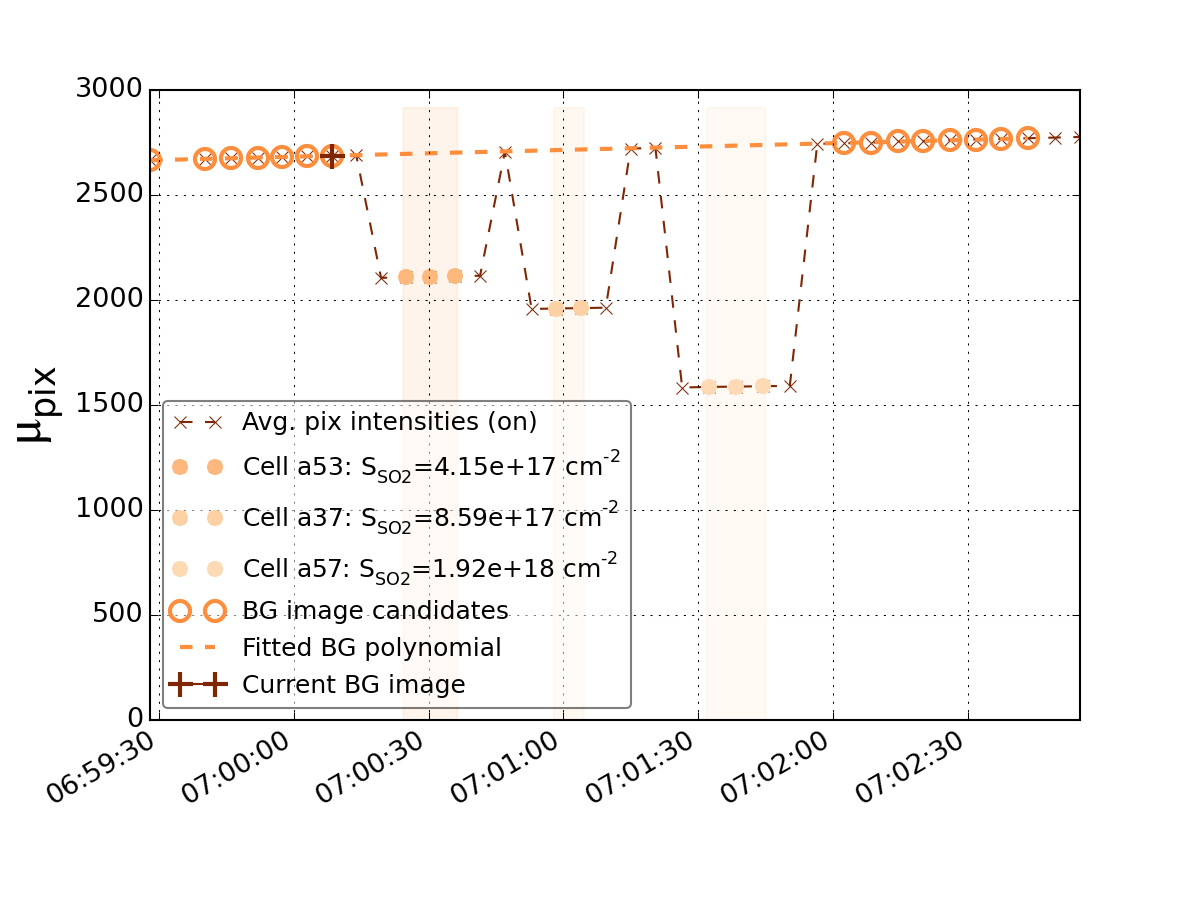 3000
2500
2000
1500
1000
500
0
μpix
Avg. pix intensities (on)
Cell a53: SSO2=4.15e+17 cm-2
Cell a37: SSO2=8.59e+17 cm-2
Cell a57: SSO2=1.92e+18 cm-2
BG image candidates
Fitted BG polynomial
Current BG image
06:59:30
07:00:00
07:00:30
07:01:00
07:01:30
07:02:00
07:02:30